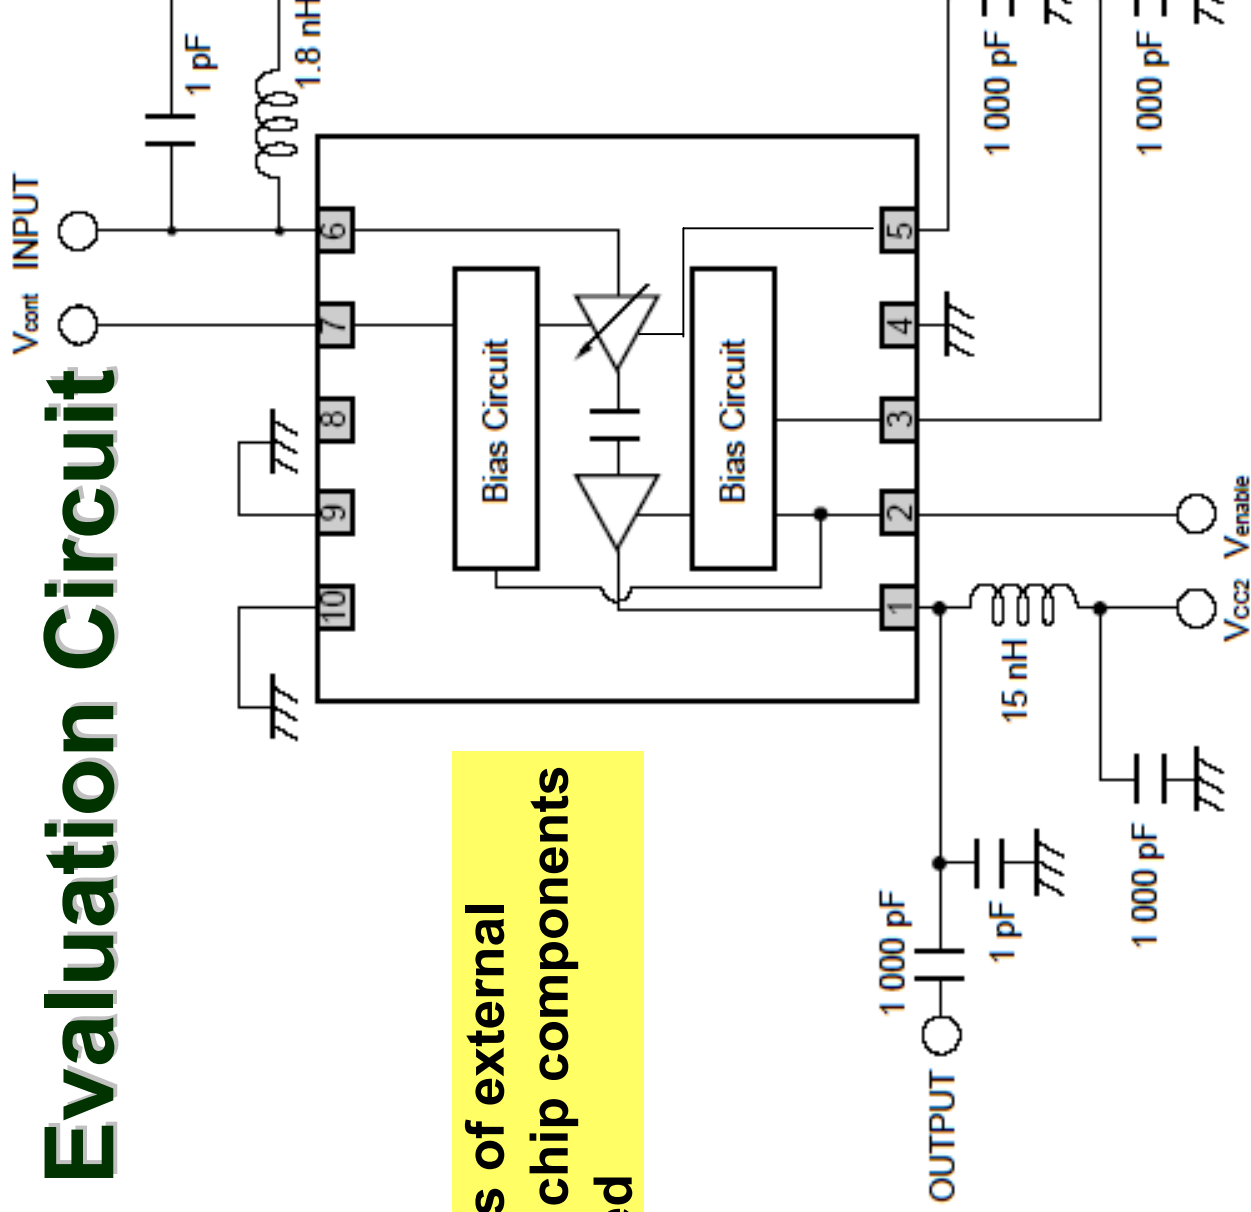 Evaluation Circuit
s of external
chip components
ed
Vcont
INPUT
1 pF
1.8 nH
10
9
8
7
6
Bias Circuit
Bias Circuit
1
2
3
4
5
OUTPUT
1 000 pF
1 pF
15 nH
1 000 pF
1 000 pF
1 000 pF
VCC2
Venable